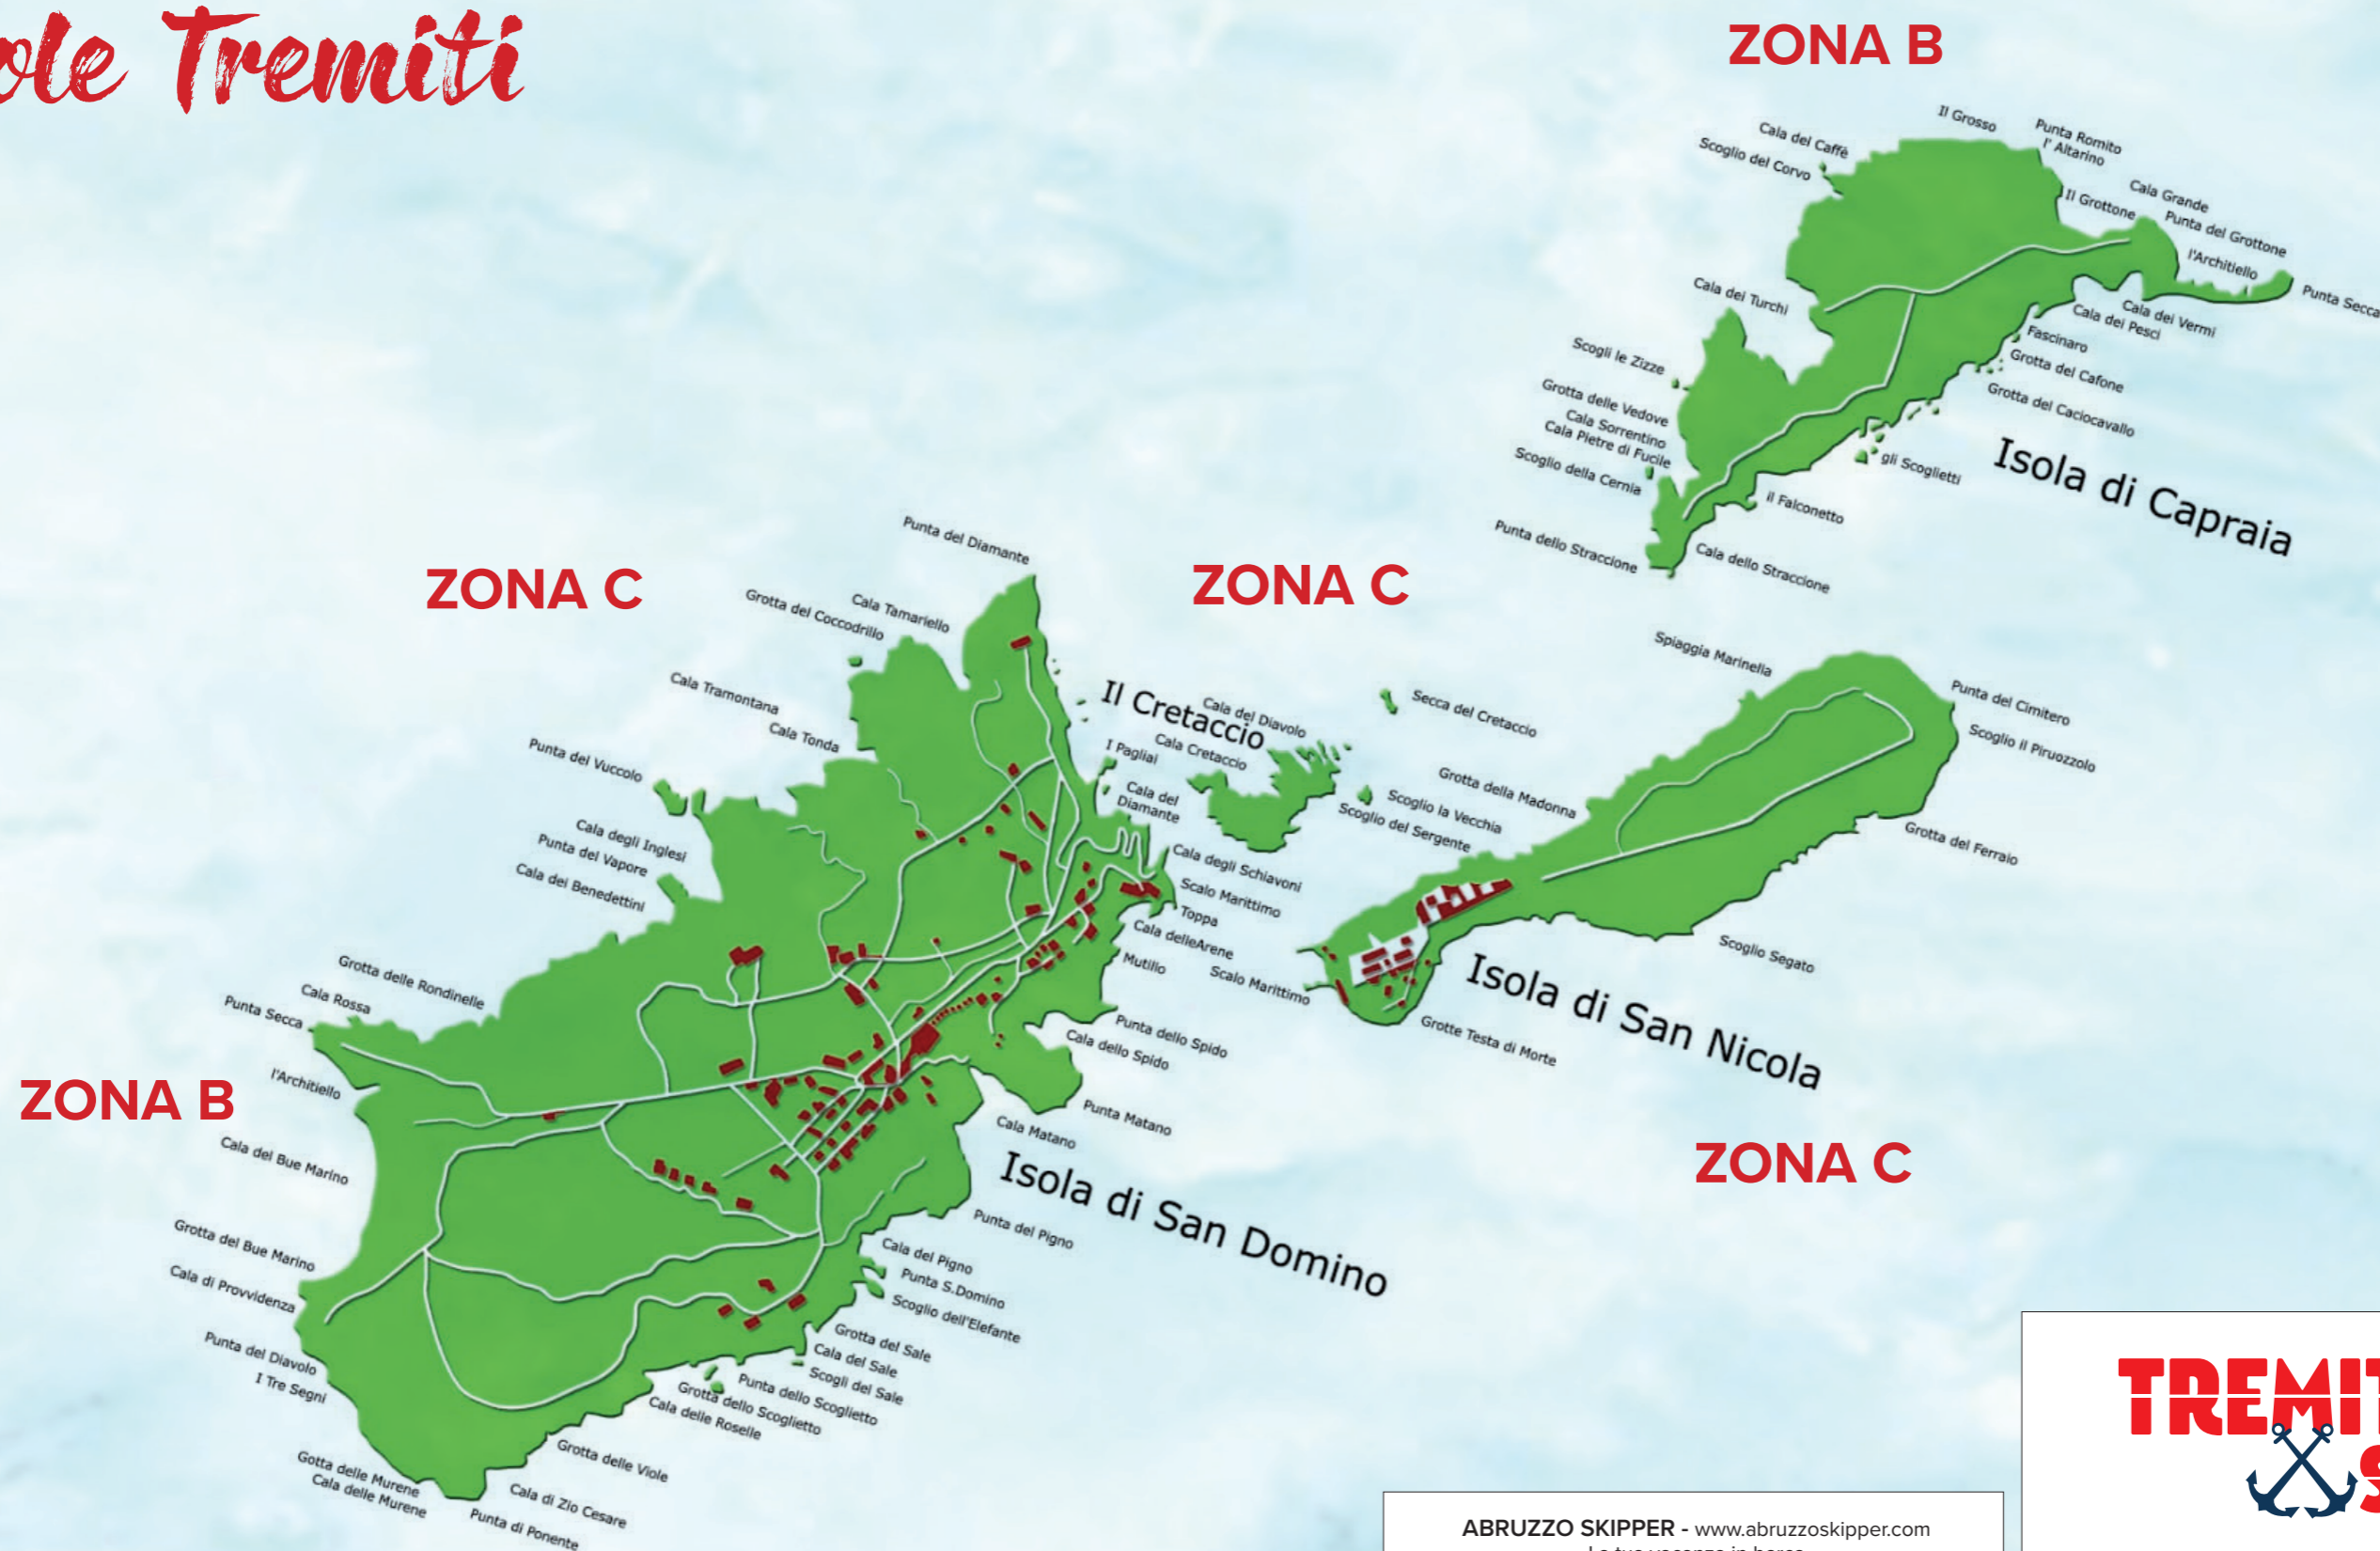 Tremiti
ZONA B
Il Grosso
Punta Romito
l' Altarino
Cala del Caffè
Scoglio del Corvo
Cala Grande
Il Grottone
Punta del Grottone
l'Architiello
Punta Secca
Cala dei Turchi
Cala dei Vermi
Cala dei Pesci
Fascinaro
Grotta del Cafone
Grotta del Caciocavallo
Scogli le Zizze
Grotta delle Vedove
Cala Sorrentino
Cala Pietre di Fucile
Scoglio della Cernia
gli Scoglietti
Isola di Capraia
il Falconetto
Punta dello Straccione
Cala dello Straccione
ZONA C
ZONA C
Punta del Diamante
Cala Tamariello
Grotta del Coccodrillo
Cala Tramontana
Cala Tonda
Punta del Vuccolo
Cala degli Inglesi
Punta del Vapore
Cala dei Benedettini
Grotta delle Rondinelle
Cala Rossa
Punta Secca
l'Architiello
ZONA B
Cala del Bue Marino
Grotta del Bue Marino
Cala di Provvidenza
Punta del Diavolo
I Tre Segni
Gotta delle Murene
Cala delle Murene
Punta di Ponente
Cala di Zio Cesare
Grotta delle Viole
Cala delle Roselle
Grotta dello Scoglietto
Punta dello Scoglietto
Scogli del Sale
Cala del Sale
Grotta del Sale
Scoglio dell'Elefante
Punta S.Domino
Cala del Pigno
Punta del Pigno
Isola di San Domino
Cala Matano
Punta Matano
Cala dello Spido
Punta dello Spido
Mutillo
Cala delleArene
Toppa
Scalo Marittimo
Cala degli Schiavoni
Cala del
Diamante
I Pagliai
Il Cretaccio
Cala del Diavolo
Cala Cretaccio
Secca del Cretaccio
Scoglio la Vecchia
Scoglio del Sergente
Grotta della Madonna
Spiaggia Marinella
Punta del Cimitero
Scoglio il Piruozzolo
Grotta del Ferraio
Scoglio Segato
Isola di San Nicola
Scalo Marittimo
Grotte Testa di Morte
ZONA C
ABRUZZO SKIPPER - www.abruzzoskipper.com